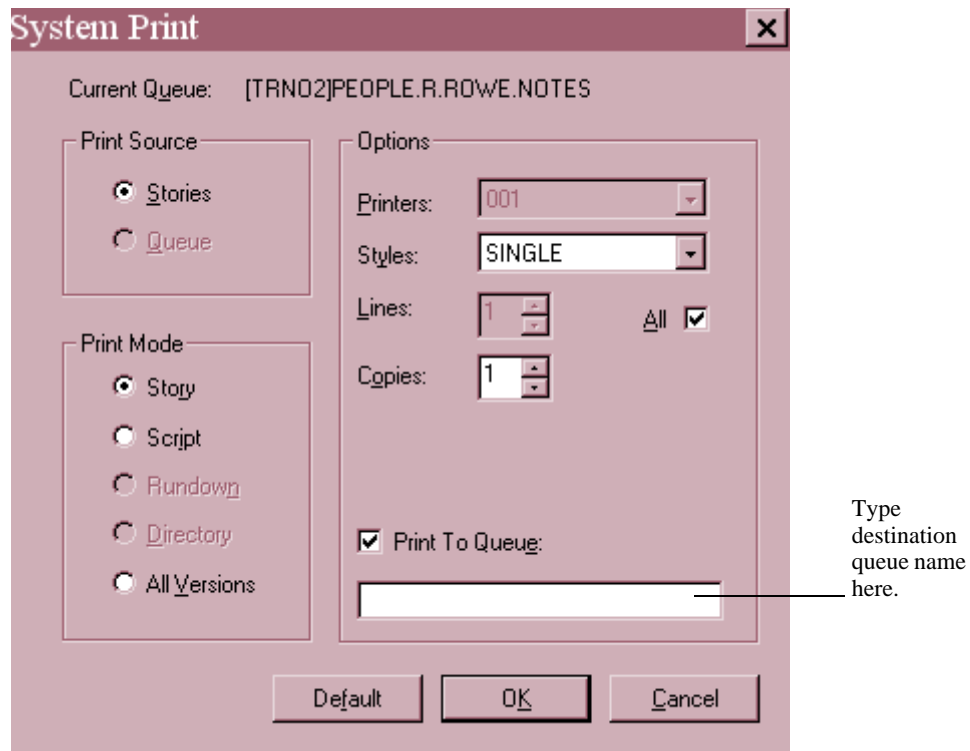 System Print
Current Queue: [TRNO2]PEOPLE.R.ROWE.NOTES
Print Source
Stories
Queue
Print Mode
Story
Script
Rundown
Directory
All Versions
Options
Printers: 001
Styles: SINGLE
Lines: 1 All
Copies: 1
Print To Queue:
Type
destination
queue name
here.
Default OK Cancel